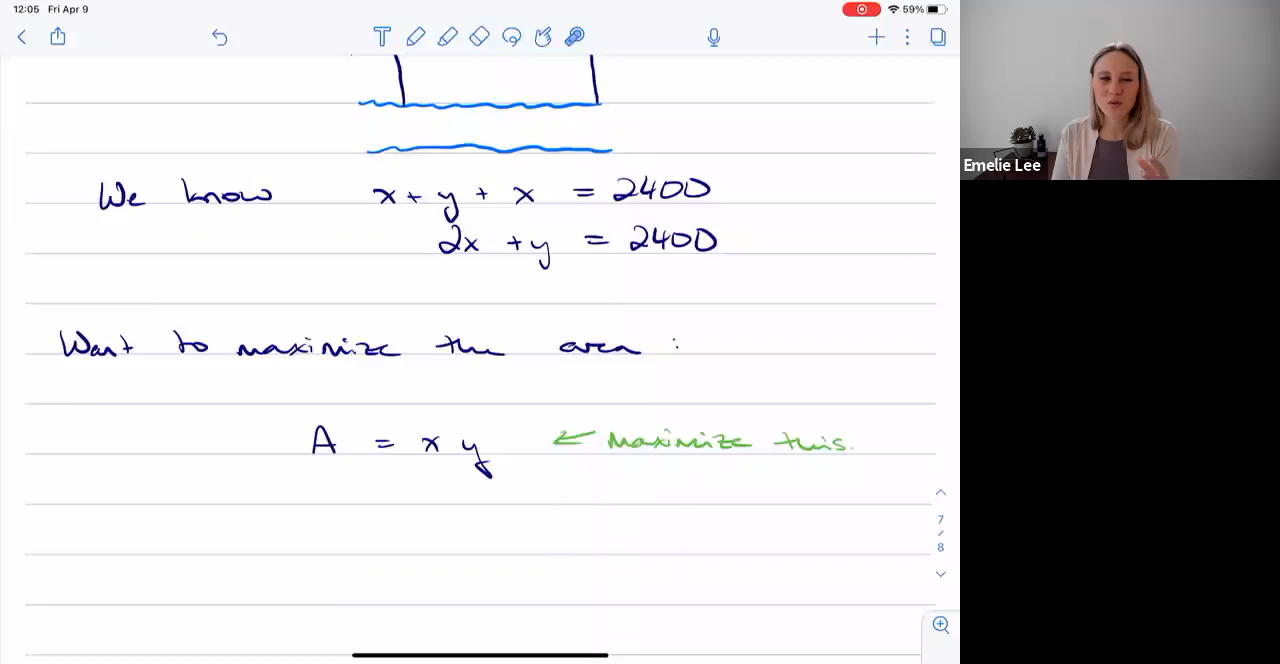 12:05 Fri Apr 9
59%
T
Emelie Lee
We know x + y + x = 2400
2x + y = 2400
Want to maximize the area :
A = x y ← Maximize this.
7
/
8